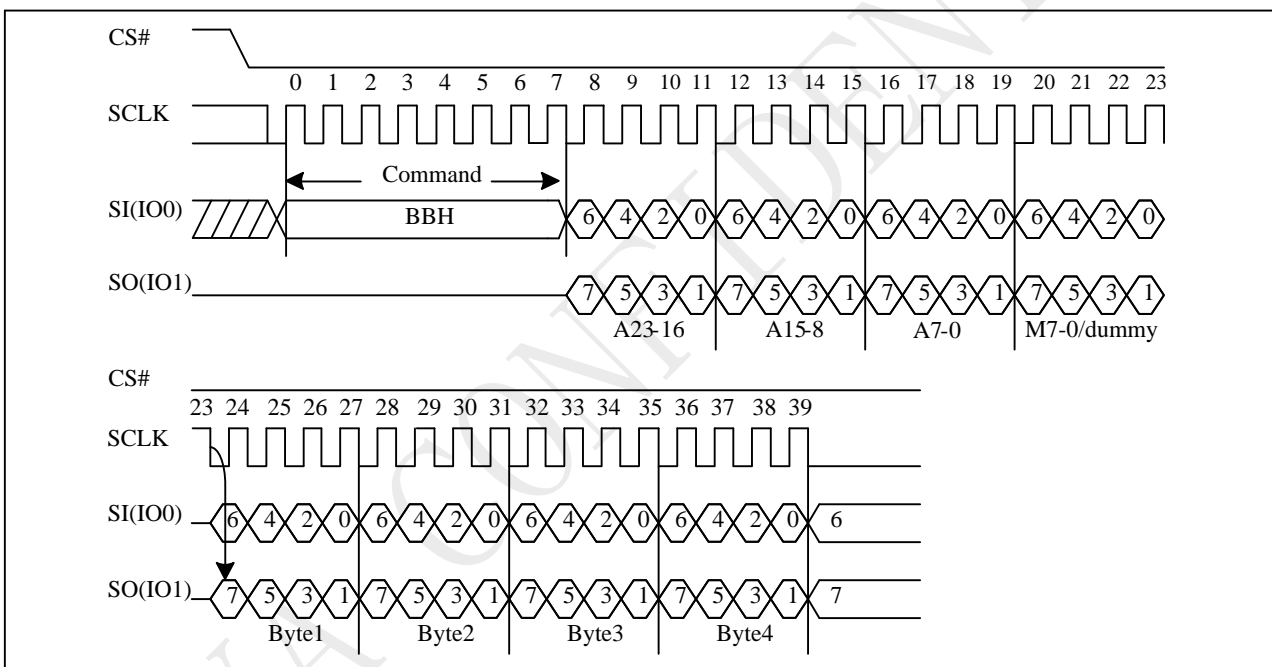 CS#
0 1 2 3 4 5 6 7 8 9 10 11 12 13 14 15 16 17 18 19 20 21 22 23
SCLK
Command
SI(IO0) BBH 6 4 2 0 6 4 2 0 6 4 2 0 6 4 2 0
SO(IO1) 7 5 3 1 7 5 3 1 7 5 3 1 7 5 3 1
A23-16 A15-8 A7-0 M7-0/dummy
CS#
23 24 25 26 27 28 29 30 31 32 33 34 35 36 37 38 39
SCLK
SI(IO0) 6 4 2 0 6 4 2 0 6 4 2 0 6 4 2 0 6
SO(IO1) 7 5 3 1 7 5 3 1 7 5 3 1 7 5 3 1 7
Byte1 Byte2 Byte3 Byte4